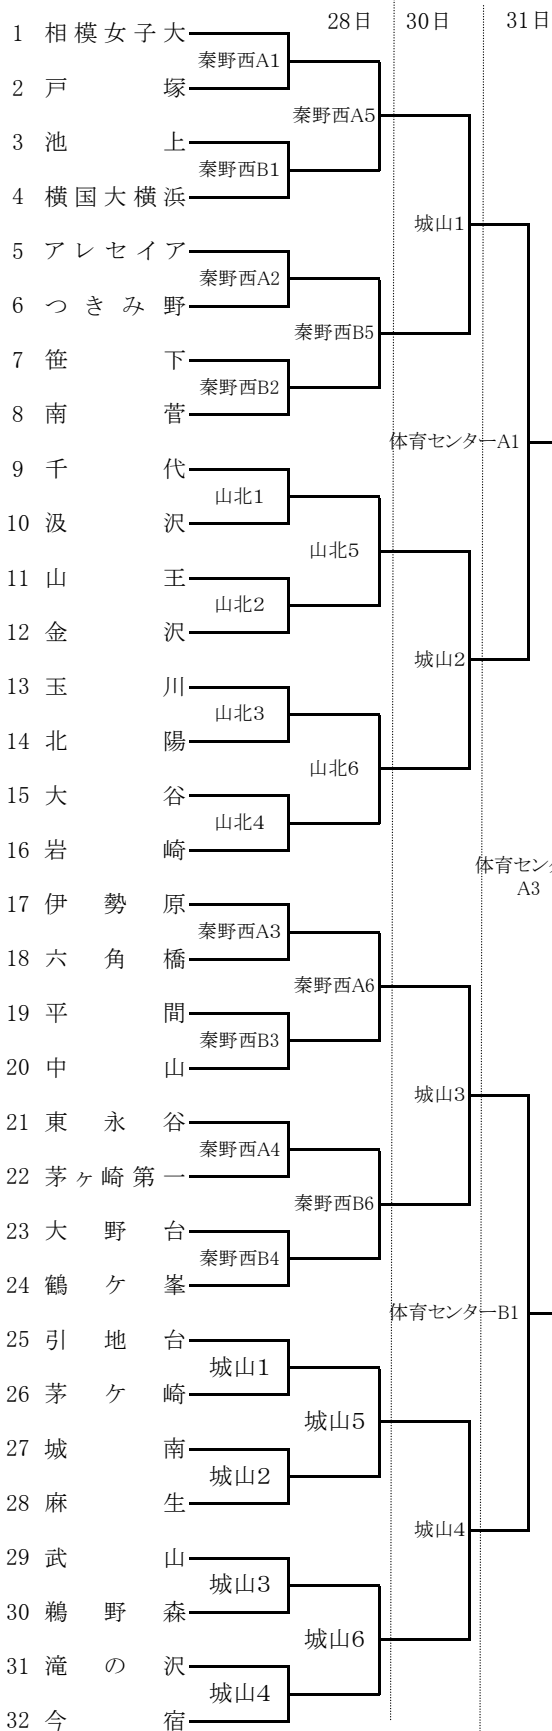 28日 30日 31日
1 相模女子大
秦野西A1
2 戸塚
秦野西A5
3 池上
秦野西B1
4 横国大横浜
城山1
5 アレセイア
秦野西A2
6 つきみ野
秦野西B5
7 笹下
秦野西B2
8 南菅
体育センターA1
9 千代
山北1
10 汲沢
山北5
11 山王
山北2
12 金沢
城山2
13 玉川
山北3
14 北陽
山北6
15 大谷
山北4
16 岩崎
体育センタ
A3
17 伊勢原
秦野西A3
18 六角橋
秦野西A6
19 平間
秦野西B3
20 中山
城山3
21 東永谷
秦野西A4
22 茅ヶ崎第一
秦野西B6
23 大野台
秦野西B4
24 鶴ケ峯
体育センターB1
25 引地台
城山1
26 茅ケ崎
城山5
27 城南
城山2
28 麻生
城山4
29 武山
城山3
30 鵜野森
城山6
31 滝の沢
城山4
32 今宿